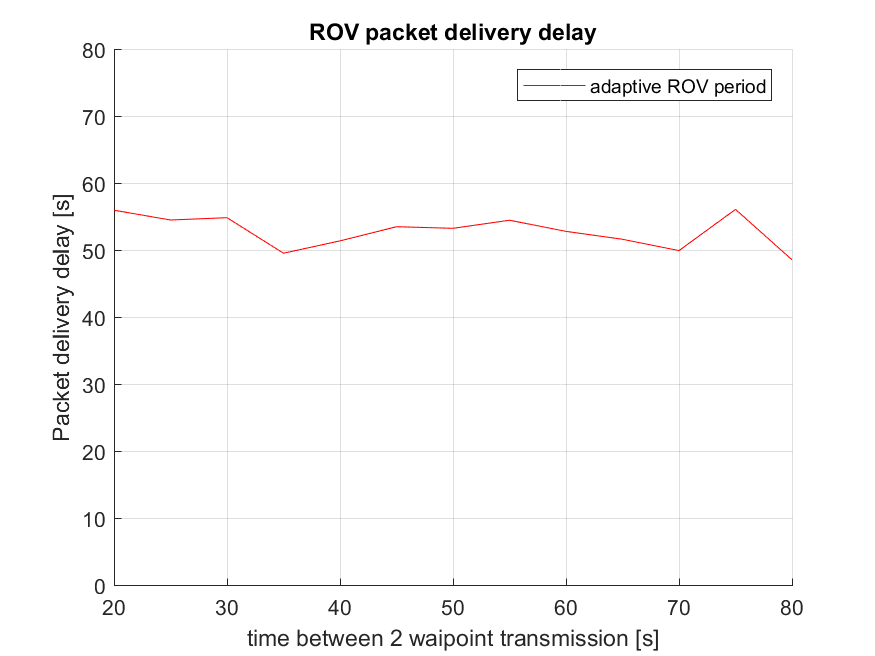 ROV packet delivery delay
adaptive ROV period
Packet delivery delay [s]
80
70
60
50
40
30
20
10
0
20 30 40 50 60 70 80
time between 2 waipoint transmission [s]